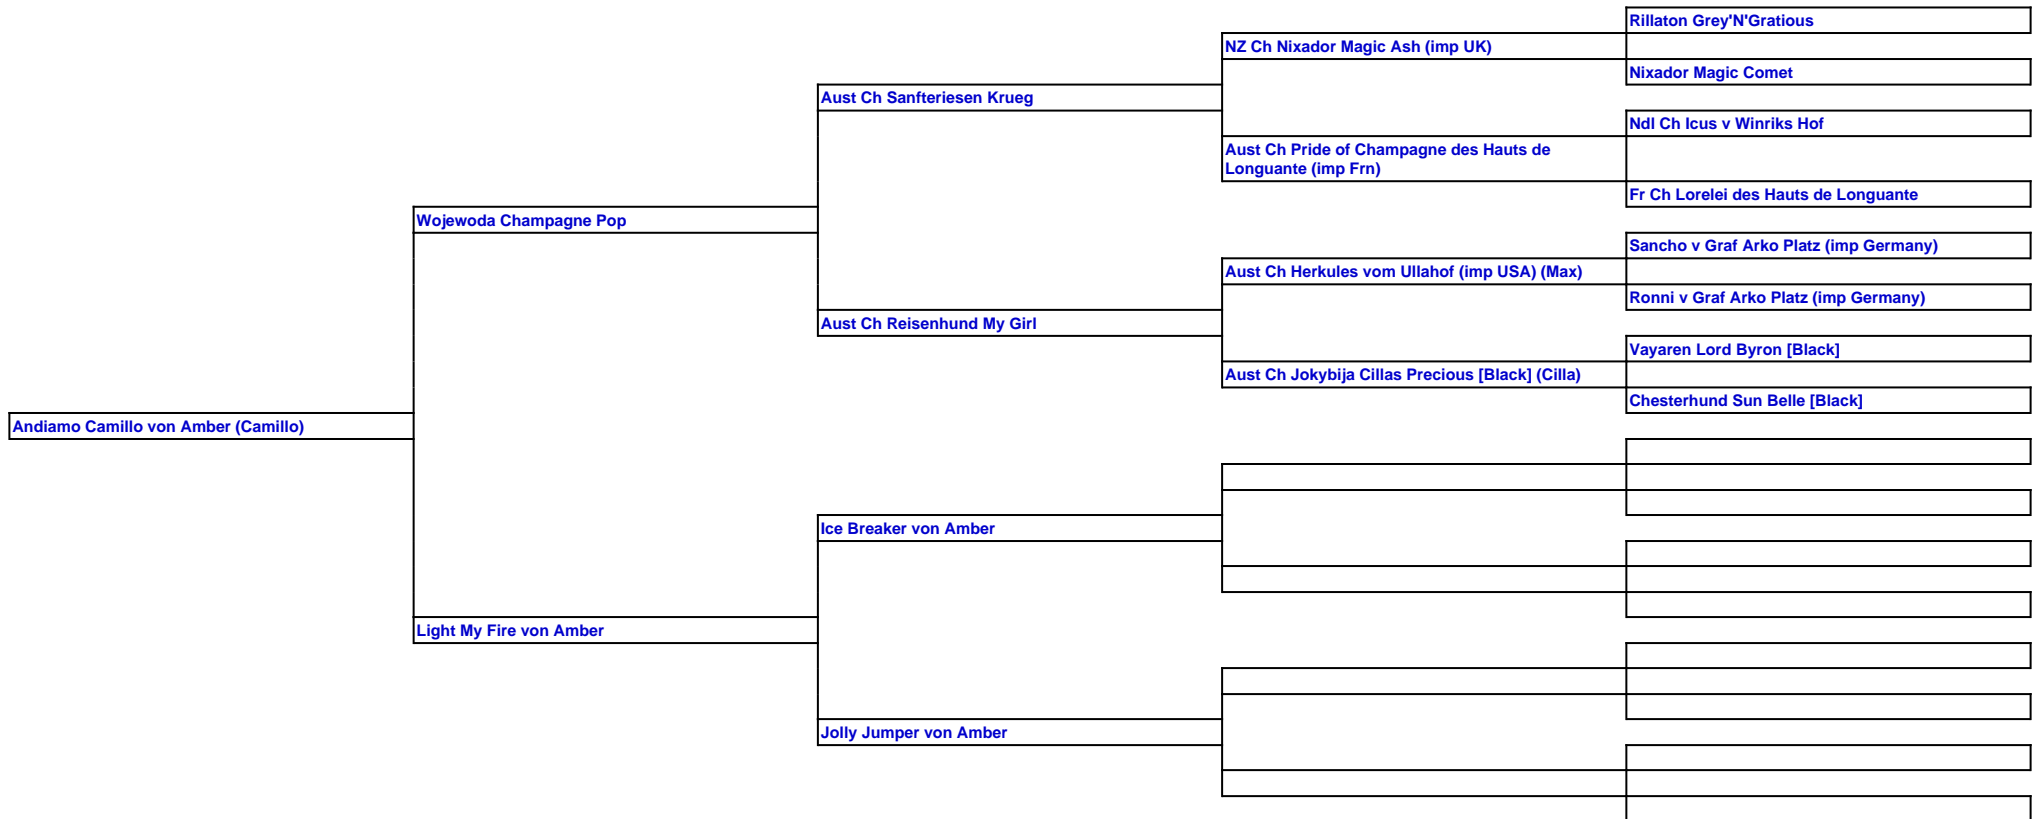 Rillaton Grey'N'Gratious
NZ Ch Nixador Magic Ash (imp UK)
Nixador Magic Comet
Aust Ch Sanfteriesen Krueg
Ndl Ch Icus v Winriks Hof
Aust Ch Pride of Champagne des Hauts de
Longuante (imp Frn)
Fr Ch Lorelei des Hauts de Longuante
Wojewoda Champagne Pop
Sancho v Graf Arko Platz (imp Germany)
Aust Ch Herkules vom Ullahof (imp USA) (Max)
Ronni v Graf Arko Platz (imp Germany)
Aust Ch Reisenhund My Girl
Vayaren Lord Byron [Black]
Aust Ch Jokybija Cillas Precious [Black] (Cilla)
Chesterhund Sun Belle [Black]
Andiamo Camillo von Amber (Camillo)
Ice Breaker von Amber
Light My Fire von Amber
Jolly Jumper von Amber